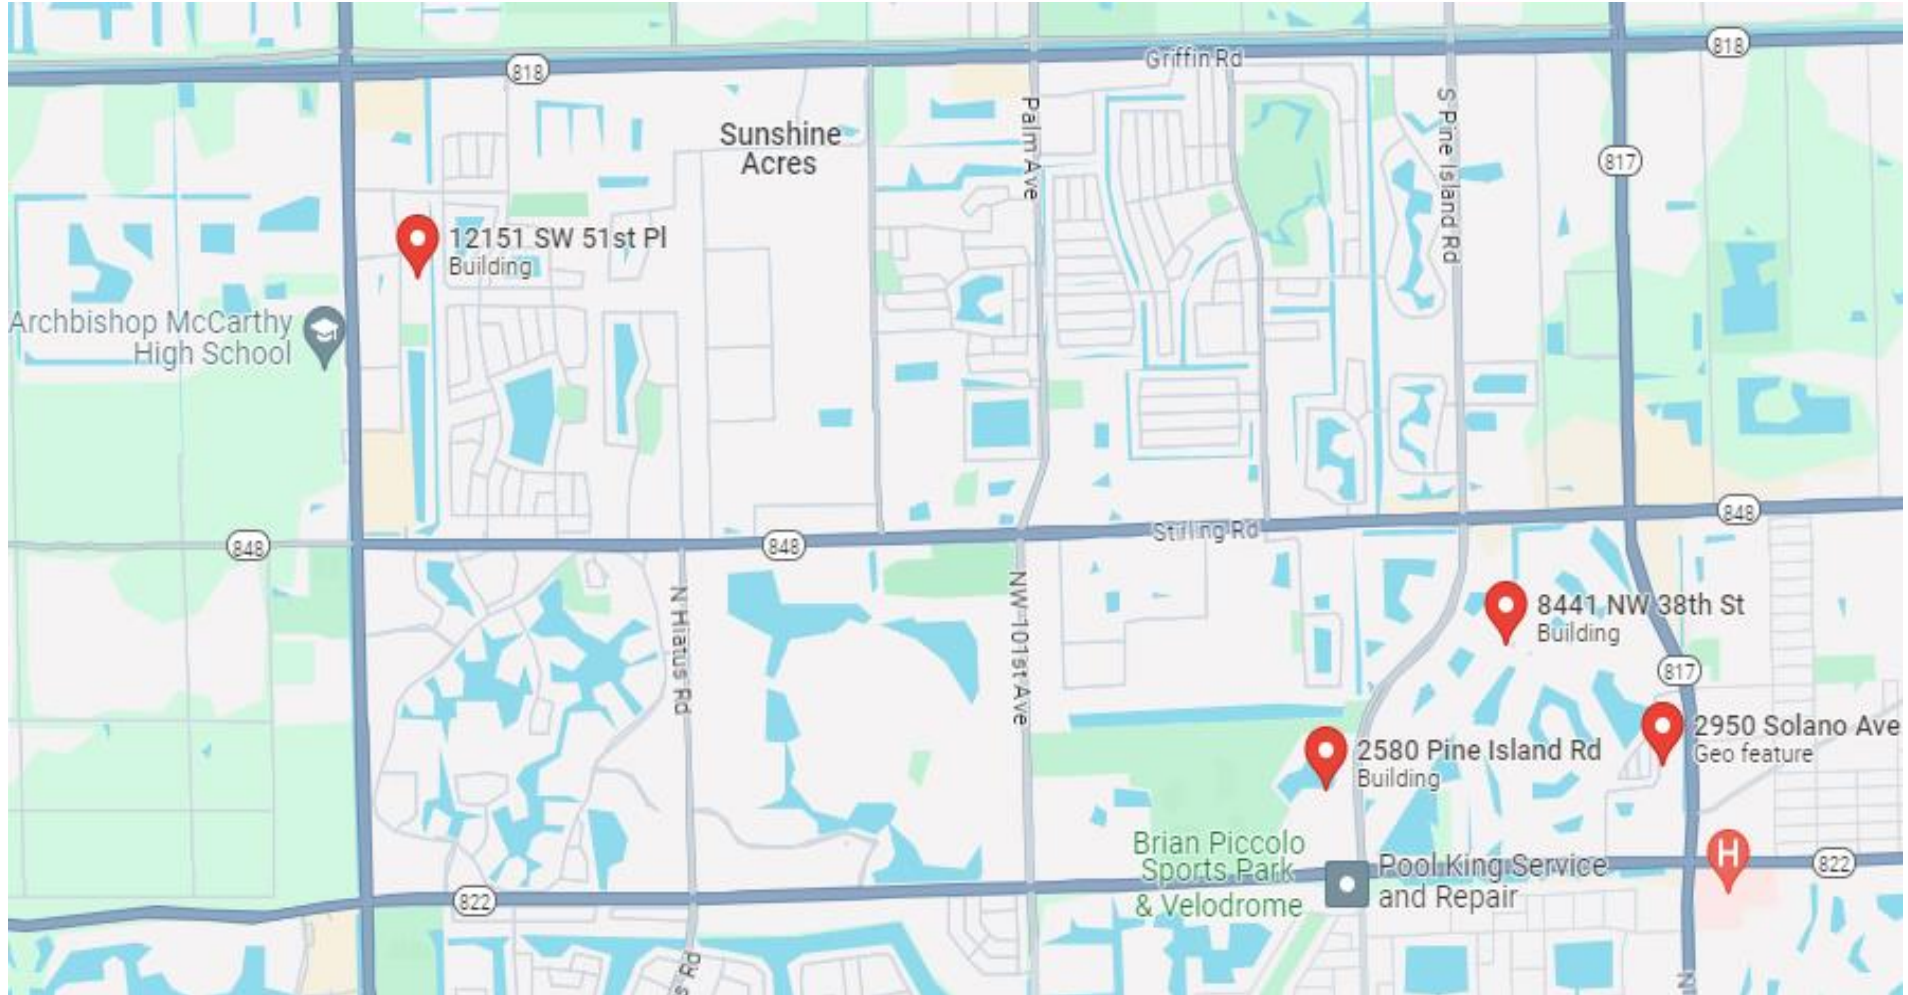 818
Griffin Rd
818
Sunshine
Acres
Palm Ave
S Pine Island Rd
817
12151 SW 51st Pl
Building
Archbishop McCarthy
High School
848
848
Stirling Rd
848
N Hiatus Rd
NW 101st Ave
8441 NW 38th St
Building
817
2580 Pine Island Rd
Building
2950 Solano Ave
Geo feature
Brian Piccolo
Sports Park
& Velodrome
Pool King Service
and Repair
H
822
822
s Rd
N